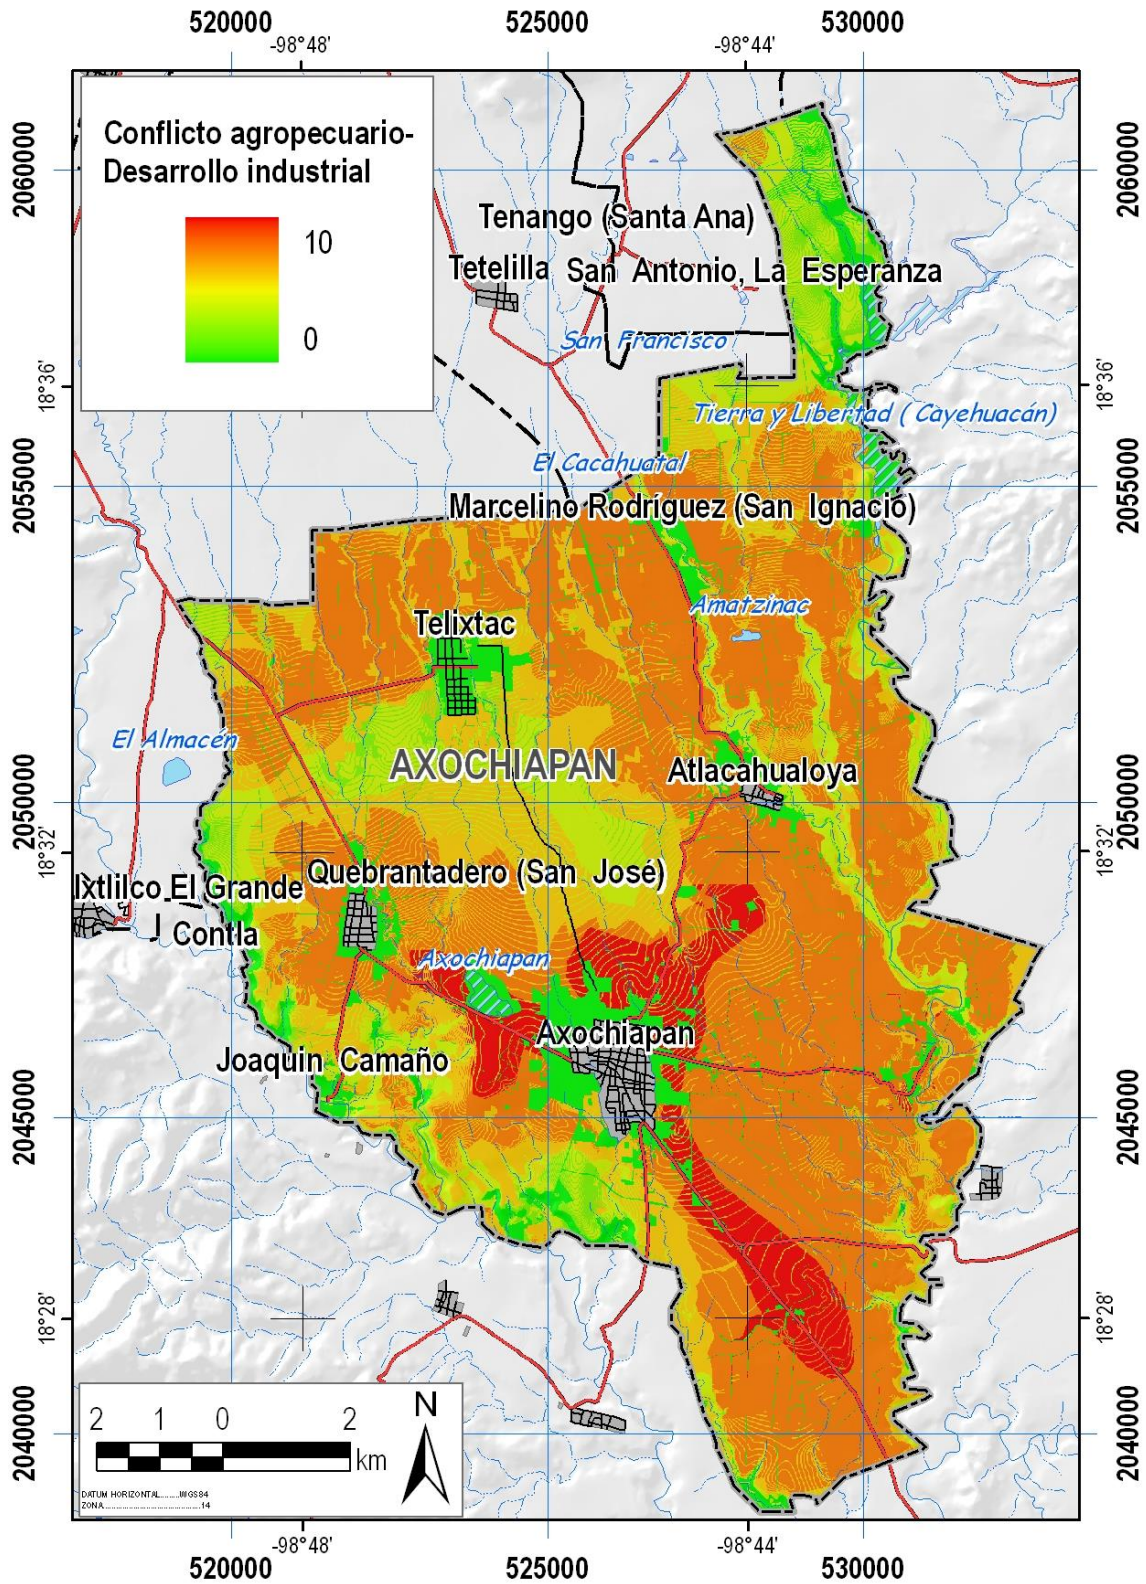 520000 525000 530000
-98°48' -98°44'
Conflicto agropecuario-
Desarrollo industrial
10
0
2060000 2060000
Tenango (Santa Ana)
Tetelilla San Antonio, La Esperanza
San Francisco
18°36' 18°36'
Tierra y Libertad ( Cayehuacán)
El Cacahuatal
2055000 2055000
Marcelino Rodríguez (San Ignacio)
Amatzinac
Telixtac
El Almacén
AXOCHIAPAN
Atlacahualoya
2050000 2050000
18°32' 18°32'
Quebrantadero (San José)
Ixtlilco El Grande
Contla
Axochiapan
Axochiapan
Joaquin Camaño
2045000 2045000
18°28' 18°28'
2 1 0 2
km
N
DATUM HORIZONTAL..........WGS84
ZONA..............................14
2040000 2040000
-98°48' -98°44'
520000 525000 530000